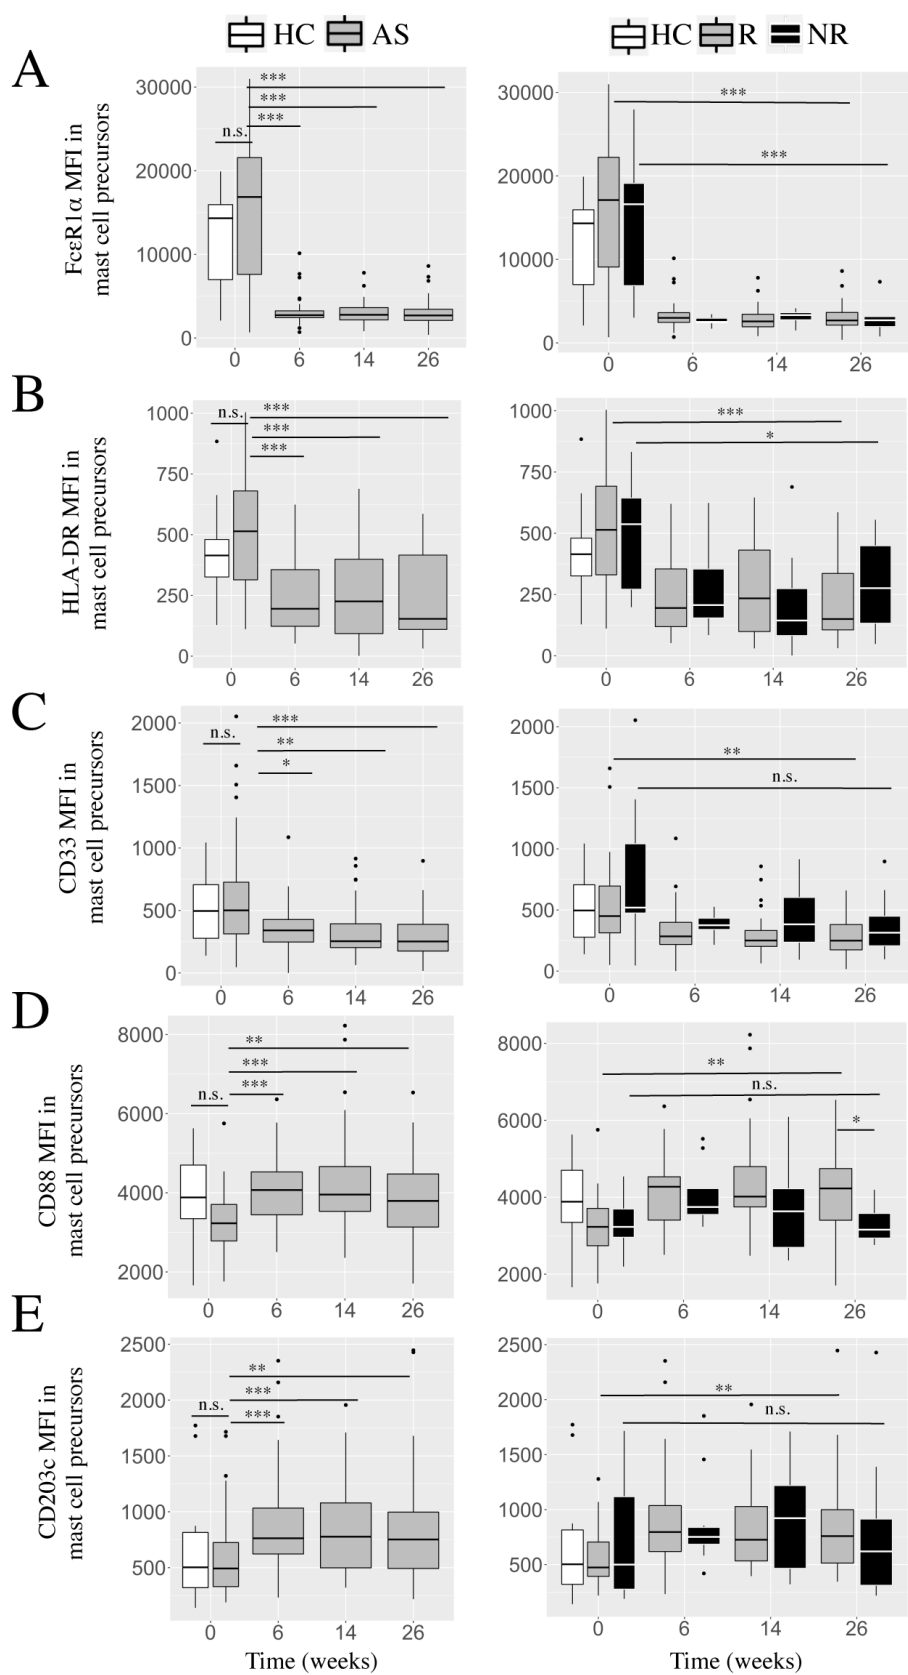 HC AS HC R NR
A
FcεR1α MFI in
mast cell precursors
30000
20000
10000
0
n.s.
***
***
***
0 6 14 26
30000
20000
10000
0
***
***
0 6 14 26
B
HLA-DR MFI in
mast cell precursors
1000
750
500
250
0
n.s.
***
***
***
0 6 14 26
1000
750
500
250
0
***
*
0 6 14 26
C
CD33 MFI in
mast cell precursors
2000
1500
1000
500
0
n.s.
***
**
*
0 6 14 26
2000
1500
1000
500
0
**
n.s.
0 6 14 26
D
CD88 MFI in
mast cell precursors
8000
6000
4000
2000
n.s.
**
***
***
0 6 14 26
8000
6000
4000
2000
**
n.s.
*
0 6 14 26
E
CD203c MFI in
mast cell precursors
2500
2000
1500
1000
500
n.s.
**
***
***
0 6 14 26
Time (weeks)
2500
2000
1500
1000
500
**
n.s.
0 6 14 26
Time (weeks)